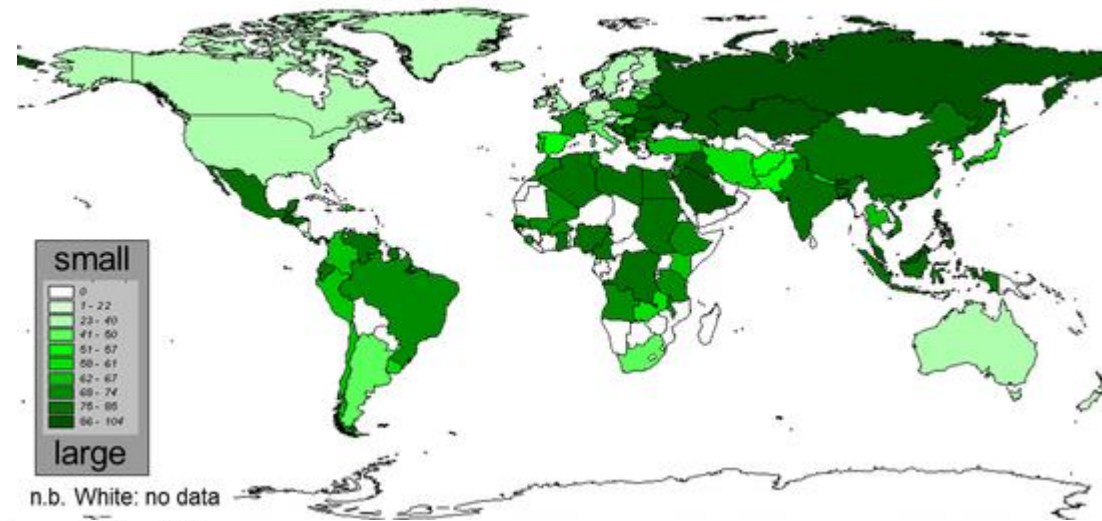 small
0
1 - 22
23 - 40
41 - 50
51 - 57
58 - 61
62 - 67
68 - 74
75 - 85
86 - 104
large
n.b. White: no data